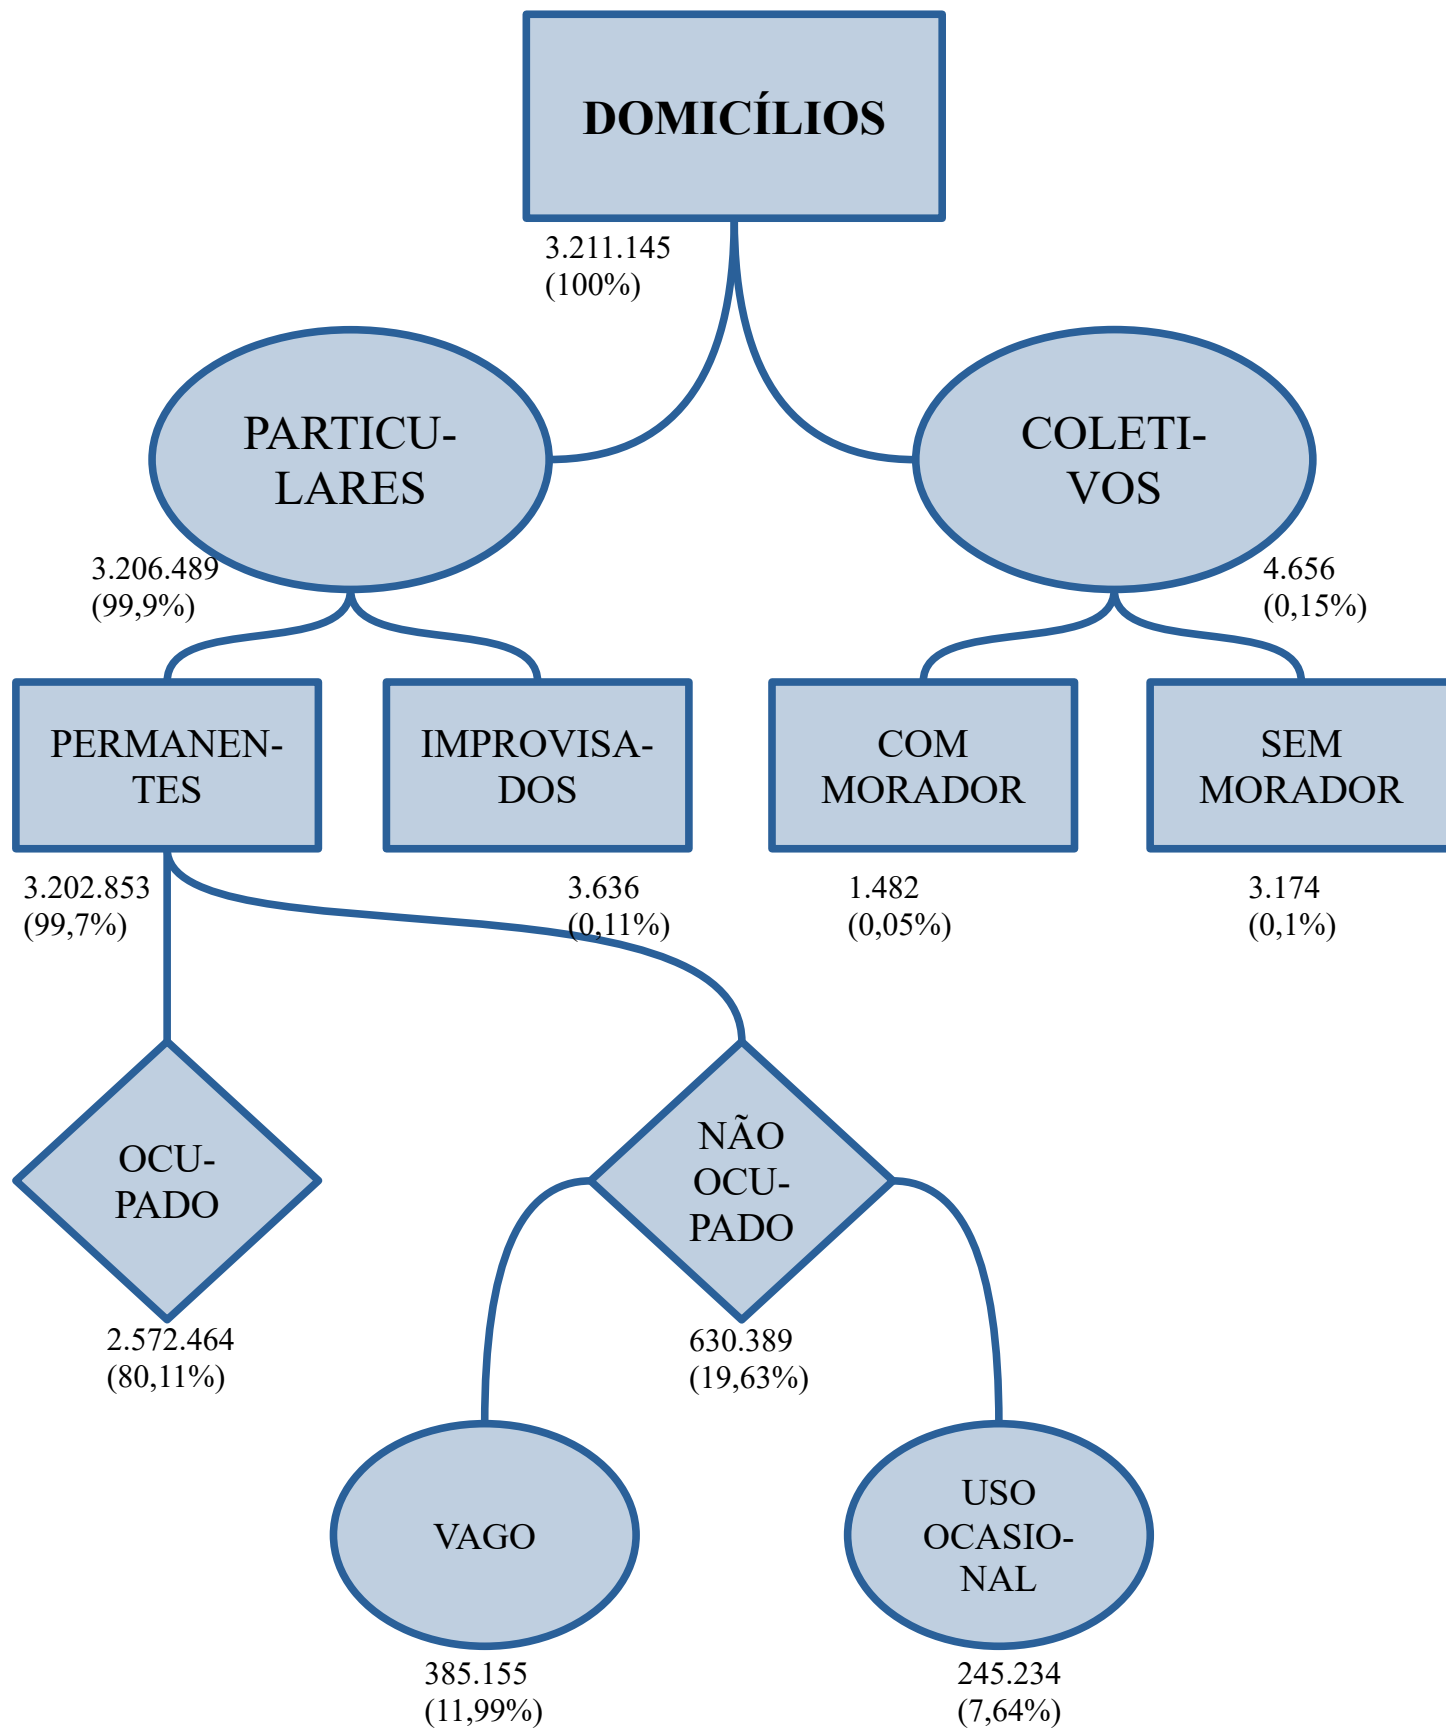 DOMICÍLIOS
3.211.145
(100%)
PARTICU-
LARES
COLETI-
VOS
3.206.489
(99,9%)
4.656
(0,15%)
PERMANEN-
TES
IMPROVISA-
DOS
COM
MORADOR
SEM
MORADOR
3.202.853
(99,7%)
3.636
(0,11%)
1.482
(0,05%)
3.174
(0,1%)
OCU-
PADO
NÃO
OCU-
PADO
2.572.464
(80,11%)
630.389
(19,63%)
VAGO
USO
OCASIO-
NAL
385.155
(11,99%)
245.234
(7,64%)